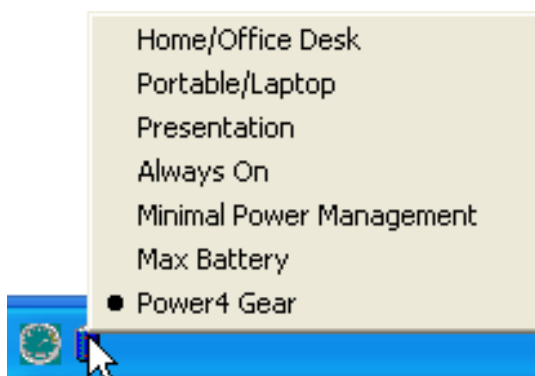 Home/Office Desk
Portable/Laptop
Presentation
Always On
Minimal Power Management
Max Battery
Power4 Gear